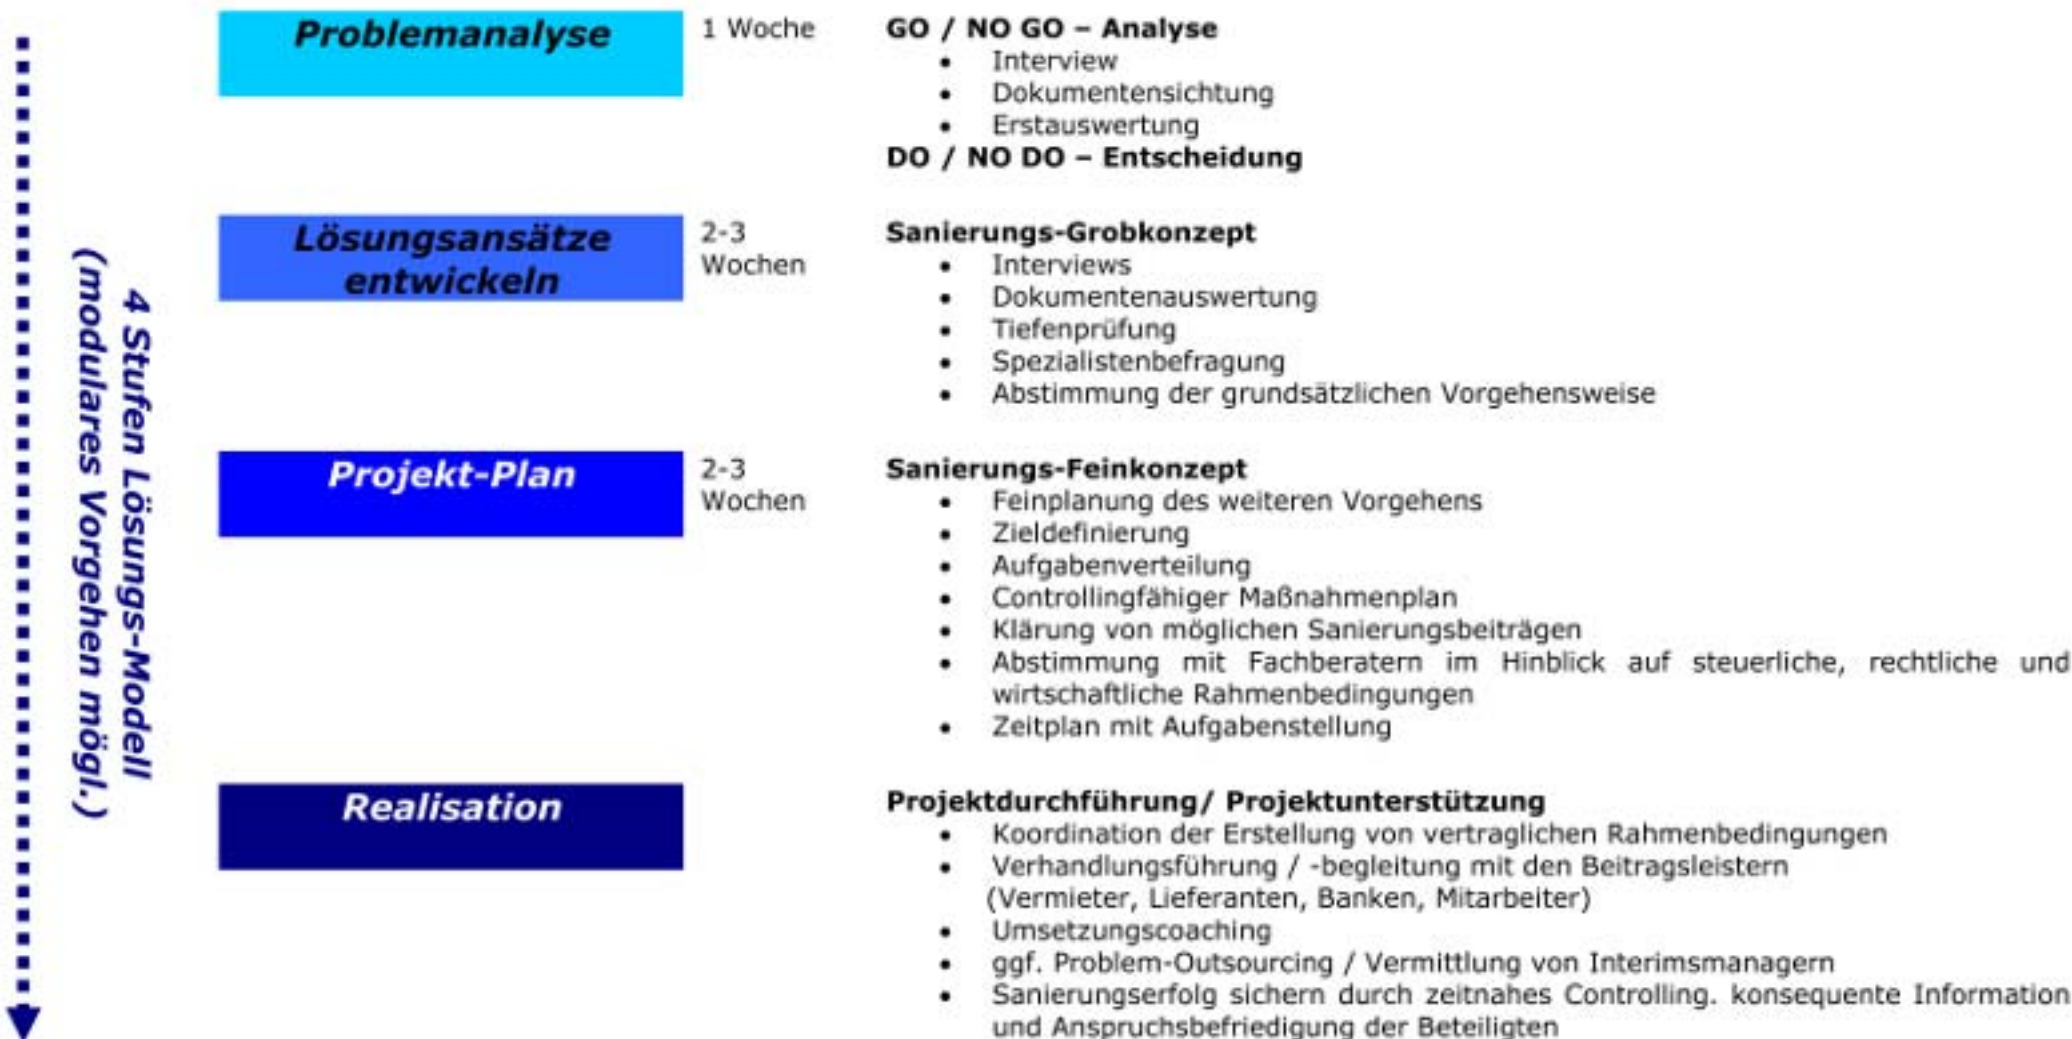 4 Stufen Lösungs-Modell
(modulares Vorgehen mögl.)
Problemanalyse
1 Woche
GO / NO GO – Analyse
• Interview
• Dokumentensichtung
• Erstauswertung
DO / NO DO – Entscheidung
Lösungsansätze
entwickeln
2-3
Wochen
Sanierungs-Grobkonzept
• Interviews
• Dokumentenauswertung
• Tiefenprüfung
• Spezialistenbefragung
• Abstimmung der grundsätzlichen Vorgehensweise
Projekt-Plan
2-3
Wochen
Sanierungs-Feinkonzept
• Feinplanung des weiteren Vorgehens
• Zieldefinierung
• Aufgabenverteilung
• Controllingfähiger Maßnahmenplan
• Klärung von möglichen Sanierungsbeiträgen
• Abstimmung mit Fachberatern im Hinblick auf steuerliche, rechtliche und
wirtschaftliche Rahmenbedingungen
• Zeitplan mit Aufgabenstellung
Realisation
Projektdurchführung/ Projektunterstützung
• Koordination der Erstellung von vertraglichen Rahmenbedingungen
• Verhandlungsführung / -begleitung mit den Beitragsleistern
(Vermieter, Lieferanten, Banken, Mitarbeiter)
• Umsetzungscoaching
• ggf. Problem-Outsourcing / Vermittlung von Interimsmanagern
• Sanierungserfolg sichern durch zeitnahes Controlling. konsequente Information
und Anspruchsbefriedigung der Beteiligten